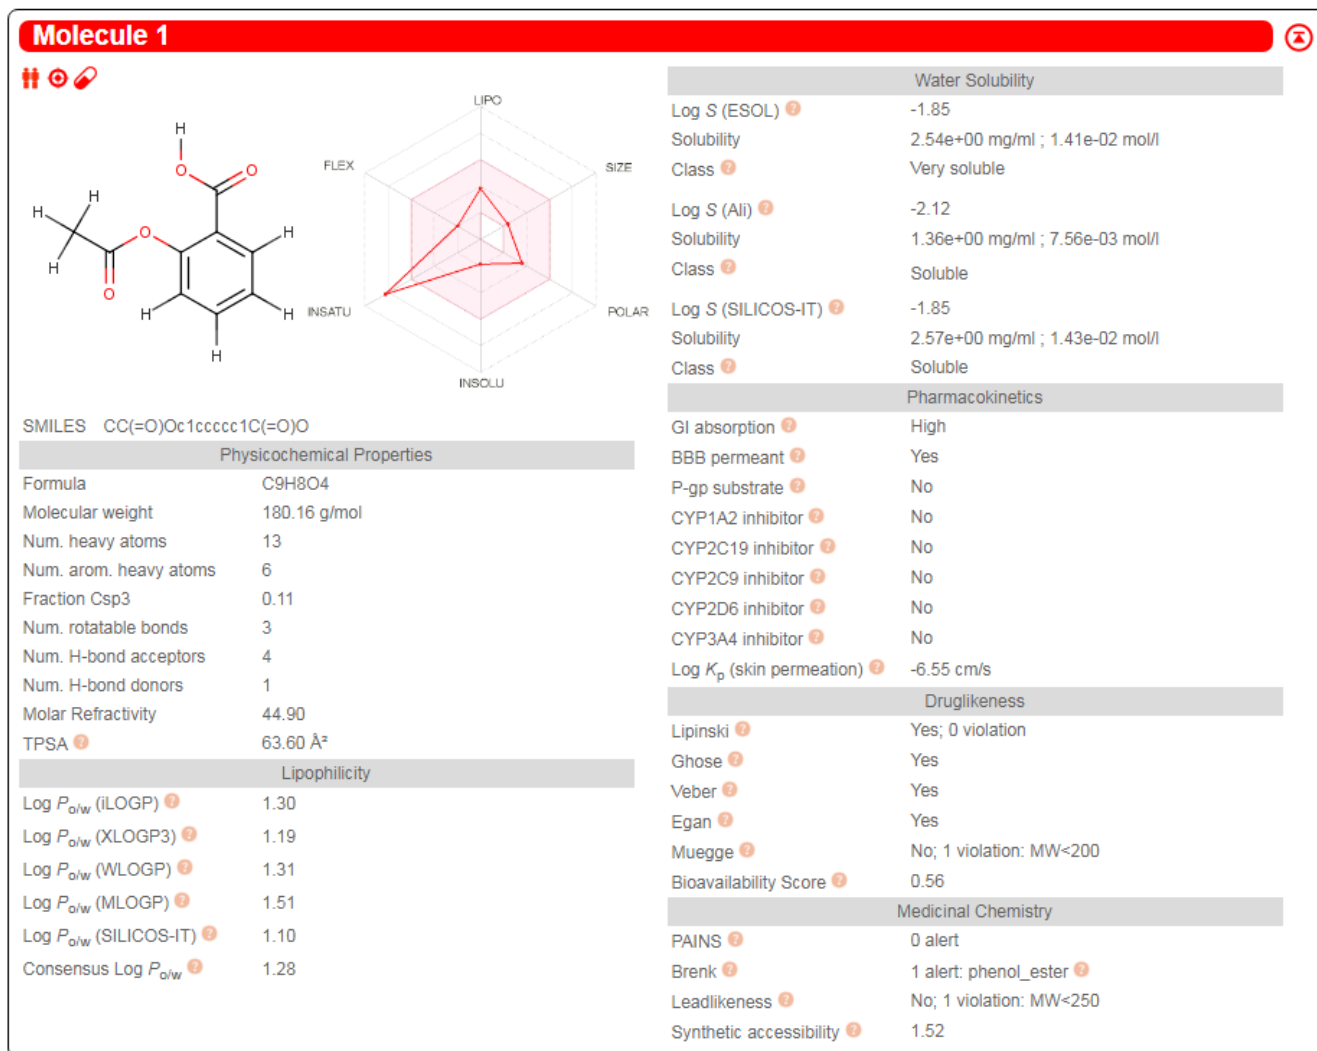 Molecule 1
H
O
O
H
H
H
O
H
H
O
H
H
H
LIPO
FLEX
SIZE
INSATU
POLAR
INSOLU
SMILES CC(=O)Oc1ccccc1C(=O)O
Physicochemical Properties
Formula C9H8O4
Molecular weight 180.16 g/mol
Num. heavy atoms 13
Num. arom. heavy atoms 6
Fraction Csp3 0.11
Num. rotatable bonds 3
Num. H-bond acceptors 4
Num. H-bond donors 1
Molar Refractivity 44.90
TPSA ? 63.60 Å²
Lipophilicity
Log Po/w (iLOGP) ? 1.30
Log Po/w (XLOGP3) ? 1.19
Log Po/w (WLOGP) ? 1.31
Log Po/w (MLOGP) ? 1.51
Log Po/w (SILICOS-IT) ? 1.10
Consensus Log Po/w ? 1.28
Water Solubility
Log S (ESOL) ? -1.85
Solubility 2.54e+00 mg/ml ; 1.41e-02 mol/l
Class ? Very soluble
Log S (Ali) ? -2.12
Solubility 1.36e+00 mg/ml ; 7.56e-03 mol/l
Class ? Soluble
Log S (SILICOS-IT) ? -1.85
Solubility 2.57e+00 mg/ml ; 1.43e-02 mol/l
Class ? Soluble
Pharmacokinetics
GI absorption ? High
BBB permeant ? Yes
P-gp substrate ? No
CYP1A2 inhibitor ? No
CYP2C19 inhibitor ? No
CYP2C9 inhibitor ? No
CYP2D6 inhibitor ? No
CYP3A4 inhibitor ? No
Log Kp (skin permeation) ? -6.55 cm/s
Druglikeness
Lipinski ? Yes; 0 violation
Ghose ? Yes
Veber ? Yes
Egan ? Yes
Muegge ? No; 1 violation: MW<200
Bioavailability Score ? 0.56
Medicinal Chemistry
PAINS ? 0 alert
Brenk ? 1 alert: phenol_ester ?
Leadlikeness ? No; 1 violation: MW<250
Synthetic accessibility ? 1.52